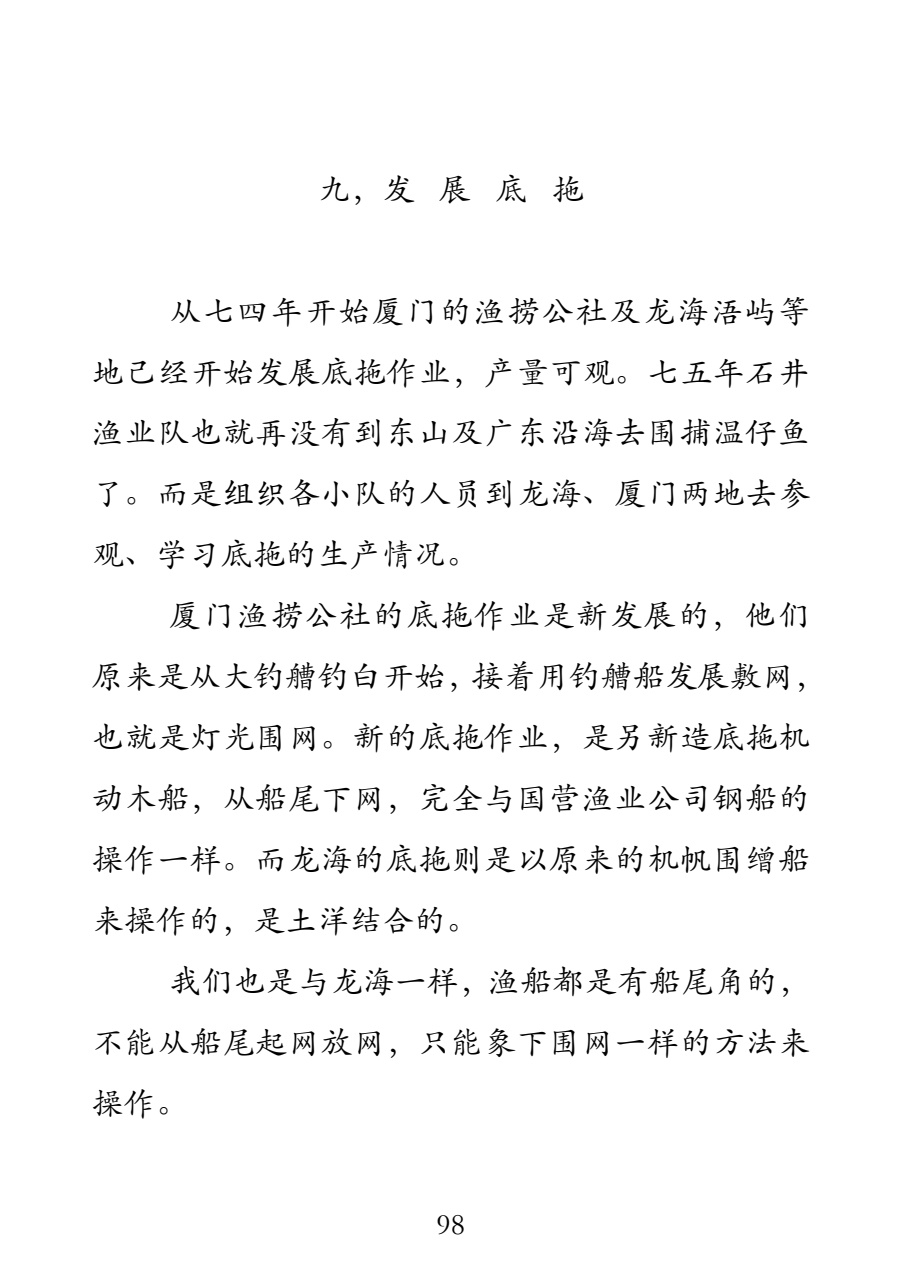 九，发展底拖
从七四年开始厦门的渔捞公社及龙海浯屿等
地已经开始发展底拖作业，产量可观。七五年石井
渔业队也就再没有到东山及广东沿海去围捕温仔鱼
了。而是组织各小队的人员到龙海、厦门两地去参
观、学习底拖的生产情况。
厦门渔捞公社的底拖作业是新发展的，他们
原来是从大钓艚钓白开始，接着用钓艚船发展敷网，
也就是灯光围网。新的底拖作业，是另新造底拖机
动木船，从船尾下网，完全与国营渔业公司钢船的
操作一样。而龙海的底拖则是以原来的机帆围缯船
来操作的，是土洋结合的。
我们也是与龙海一样，渔船都是有船尾角的，
不能从船尾起网放网，只能象下围网一样的方法来
操作。
98